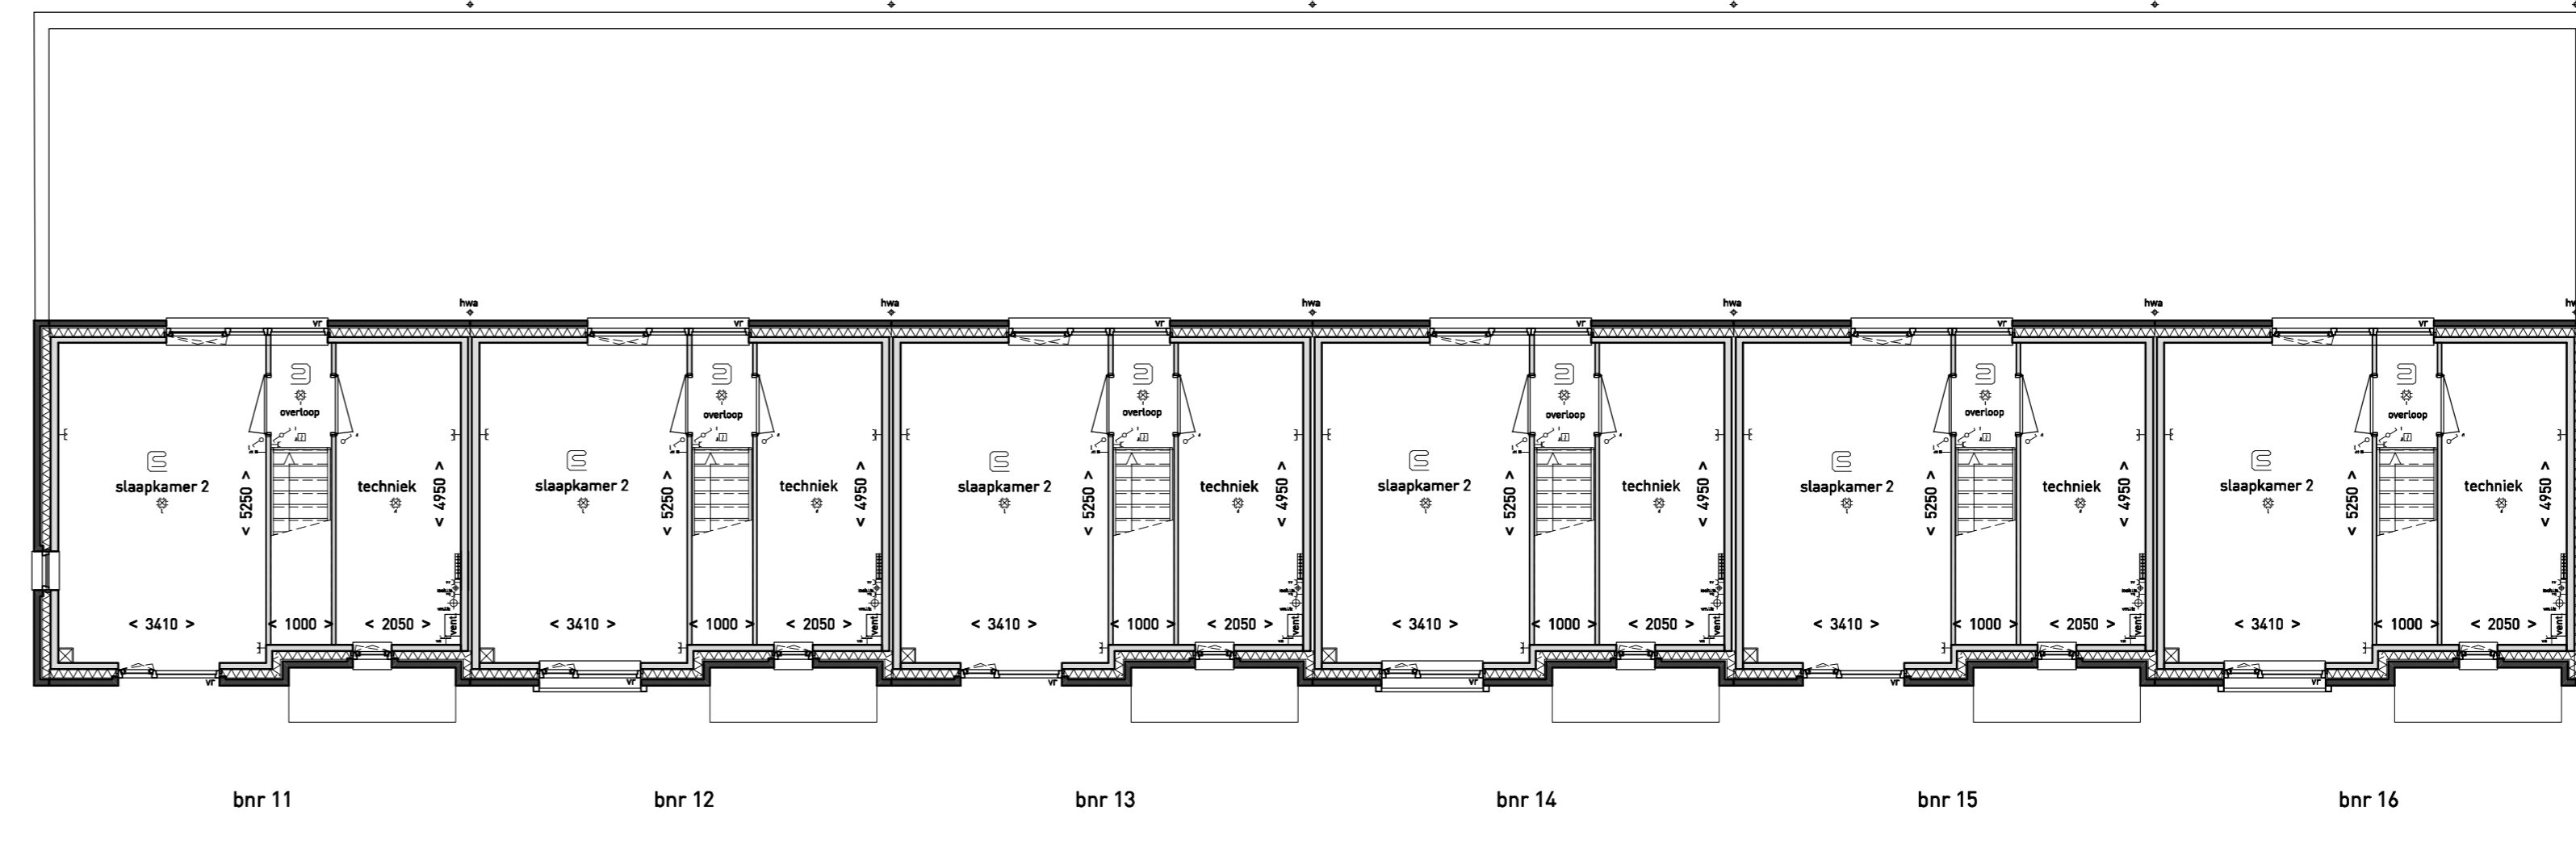 hwa hwa hwa hwa hwa
vr vr vr vr vr vr
overloop overloop overloop overloop overloop overloop
slaapkamer 2 < 5250 > techniek < 4950 > slaapkamer 2 < 5250 > techniek < 4950 > slaapkamer 2 < 5250 > techniek < 4950 > slaapkamer 2 < 5250 > techniek < 4950 > slaapkamer 2 < 5250 > techniek < 4950 > slaapkamer 2 < 5250 > techniek < 4950 >
< 3410 > < 1000 > < 2050 > vent < 3410 > < 1000 > < 2050 > vent < 3410 > < 1000 > < 2050 > vent < 3410 > < 1000 > < 2050 > vent < 3410 > < 1000 > < 2050 > vent < 3410 > < 1000 > < 2050 > vent
vr vr vr vr vr vr
bnr 11 bnr 12 bnr 13 bnr 14 bnr 15 bnr 16